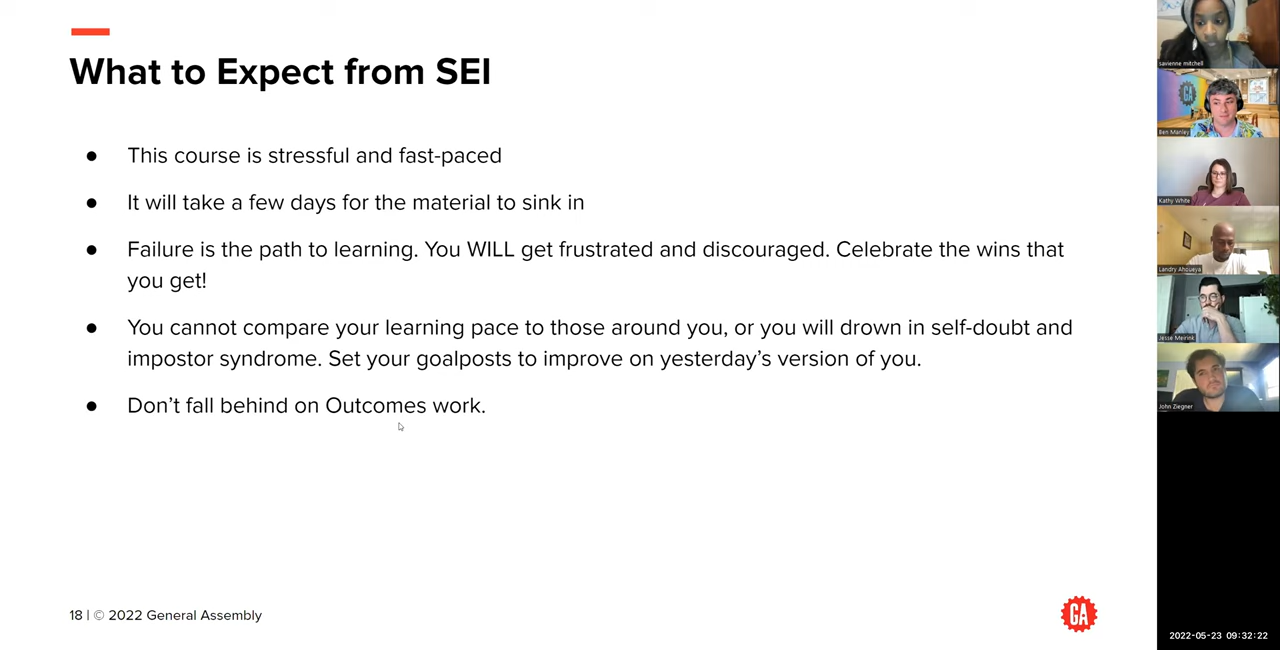 What to Expect from SEI
● This course is stressful and fast-paced
● It will take a few days for the material to sink in
● Failure is the path to learning. You WILL get frustrated and discouraged. Celebrate the wins that
you get!
● You cannot compare your learning pace to those around you, or you will drown in self-doubt and
impostor syndrome. Set your goalposts to improve on yesterday’s version of you.
● Don’t fall behind on Outcomes work.
18 | © 2022 General Assembly
GA
savienne mitchell
GA
Ben Manley
Kathy White
Landry Ahoueya
Jesse Meirink
John Ziegner
2022-05-23 09:32:22